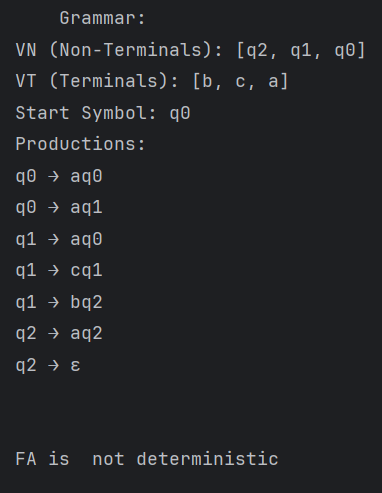 Grammar:
VN (Non-Terminals): [q2, q1, q0]
VT (Terminals): [b, c, a]
Start Symbol: q0
Productions:
q0 → aq0
q0 → aq1
q1 → aq0
q1 → cq1
q1 → bq2
q2 → aq2
q2 → ε
FA is  not deterministic